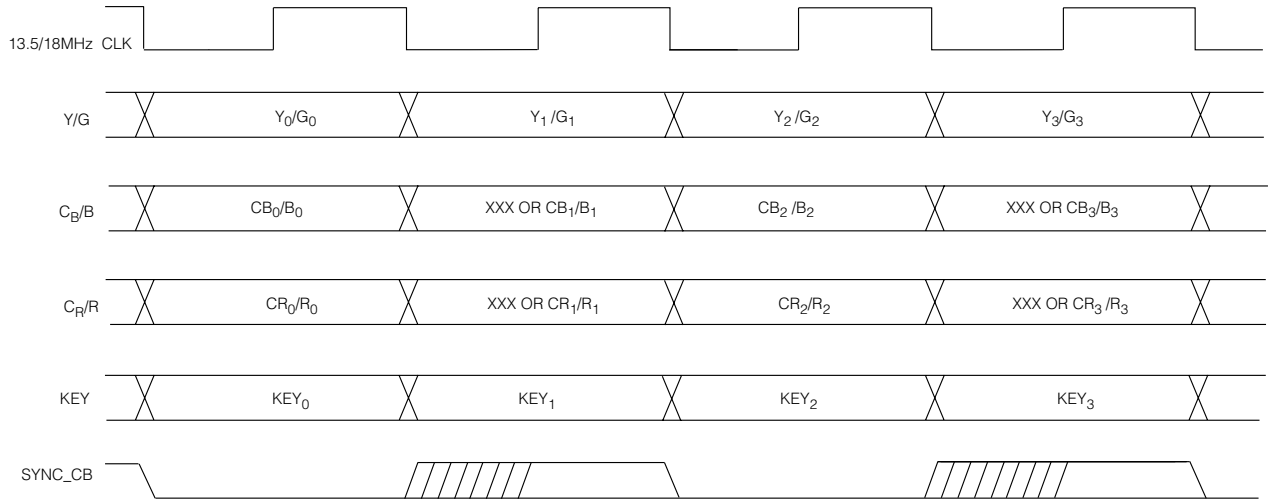 13.5/18MHz CLK
Y/G Y₀/G₀ Y₁/G₁ Y₂/G₂ Y₃/G₃
C_B/B CB₀/B₀ XXX OR CB₁/B₁ CB₂/B₂ XXX OR CB₃/B₃
C_R/R CR₀/R₀ XXX OR CR₁/R₁ CR₂/R₂ XXX OR CR₃/R₃
KEY KEY₀ KEY₁ KEY₂ KEY₃
SYNC_CB